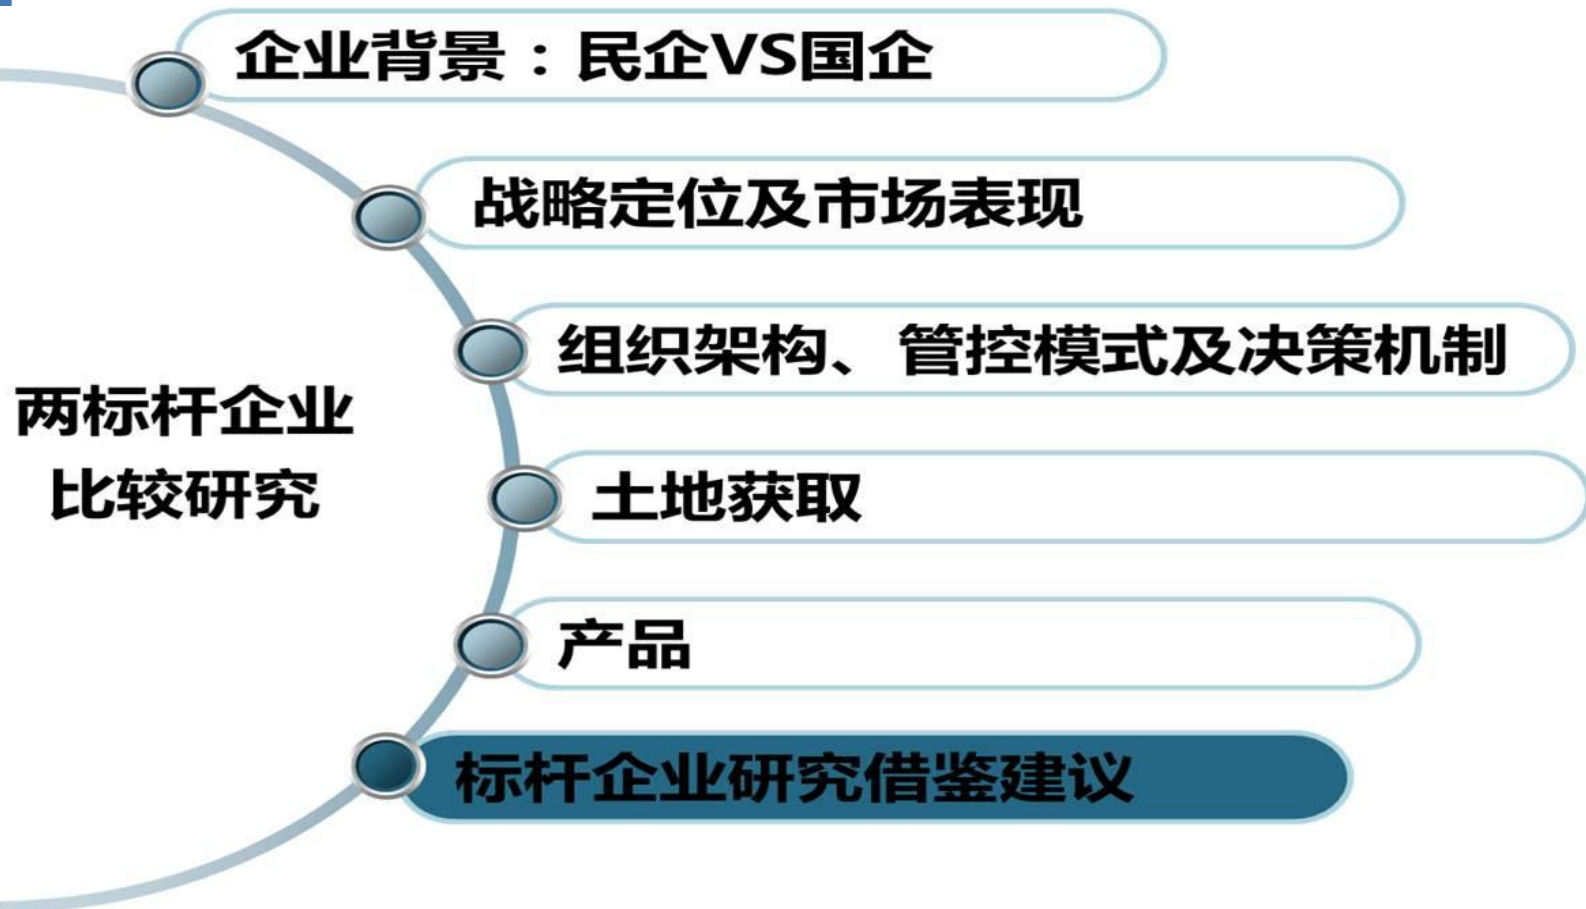 企业背景：民企VS国企
战略定位及市场表现
组织架构、管控模式及决策机制
两标杆企业
比较研究
土地获取
产品
标杆企业研究借鉴建议